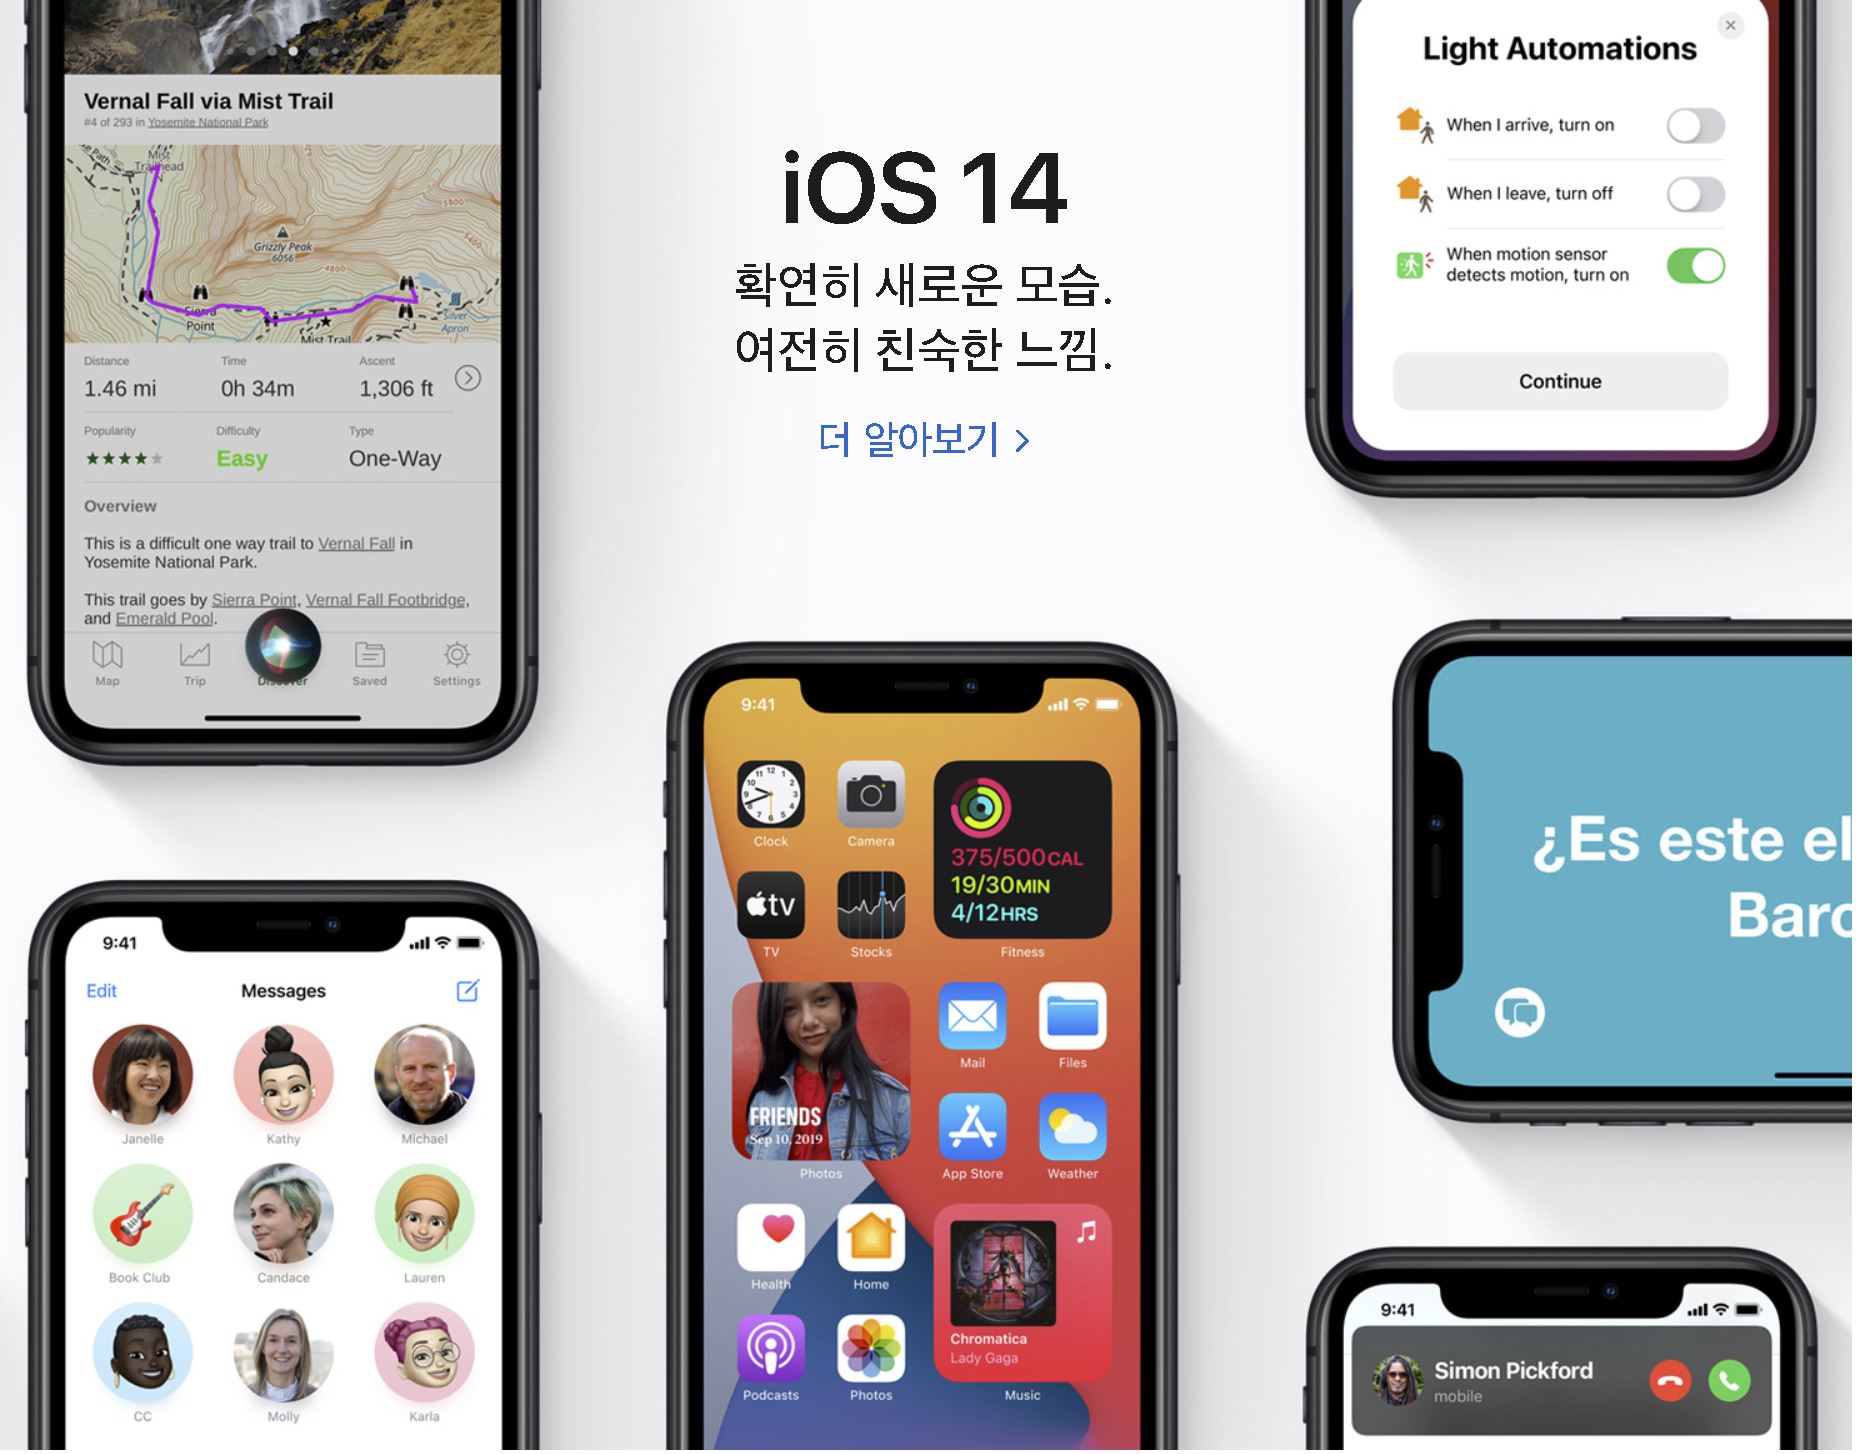 Vernal Fall via Mist Trail
#4 of 293 in Yosemite National Park
Mist
Trailhead
Grizzly Peak
6056
5800
5400
4800
Sierra
Point
Mist Trail
Silver
Apron
Distance Time Ascent
1.46 mi 0h 34m 1,306 ft
Popularity Difficulty Type
Easy One-Way
Overview
This is a difficult one way trail to Vernal Fall in
Yosemite National Park.
This trail goes by Sierra Point, Vernal Fall Footbridge,
and Emerald Pool.
Map Trip Discover Saved Settings
iOS 14
확연히 새로운 모습.
여전히 친숙한 느낌.
더 알아보기 >
Light Automations
When I arrive, turn on
When I leave, turn off
When motion sensor
detects motion, turn on
Continue
9:41
Edit Messages
Janelle Kathy Michael
Book Club Candace Lauren
CC Molly Karla
9:41
Clock Camera
375/500CAL
19/30MIN
4/12HRS
tv
TV Stocks Fitness
Mail Files
FRIENDS
Sep 10, 2019
Photos App Store Weather
Health Home
Chromatica
Lady Gaga
Podcasts Photos Music
¿Es este el
Barc
9:41
Simon Pickford
mobile